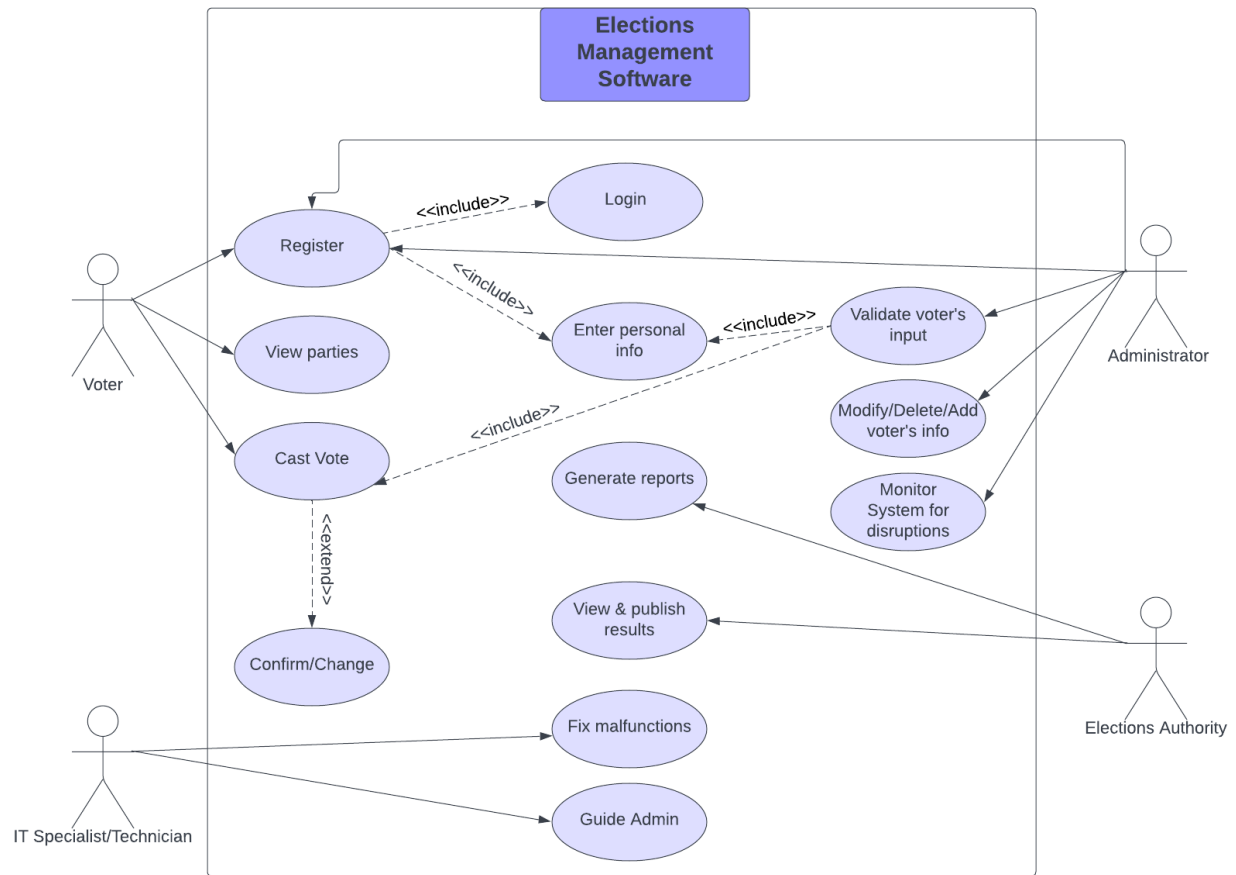 Elections
Management
Software
<<include>>
Login
Register
<<include>>
Enter personal
info
<<include>>
Validate voter's
input
Administrator
View parties
Voter
Modify/Delete/Add
voter's info
<<include>>
Cast Vote
Generate reports
Monitor
System for
disruptions
<<extend>>
View & publish
results
Confirm/Change
Fix malfunctions
Elections Authority
Guide Admin
IT Specialist/Technician